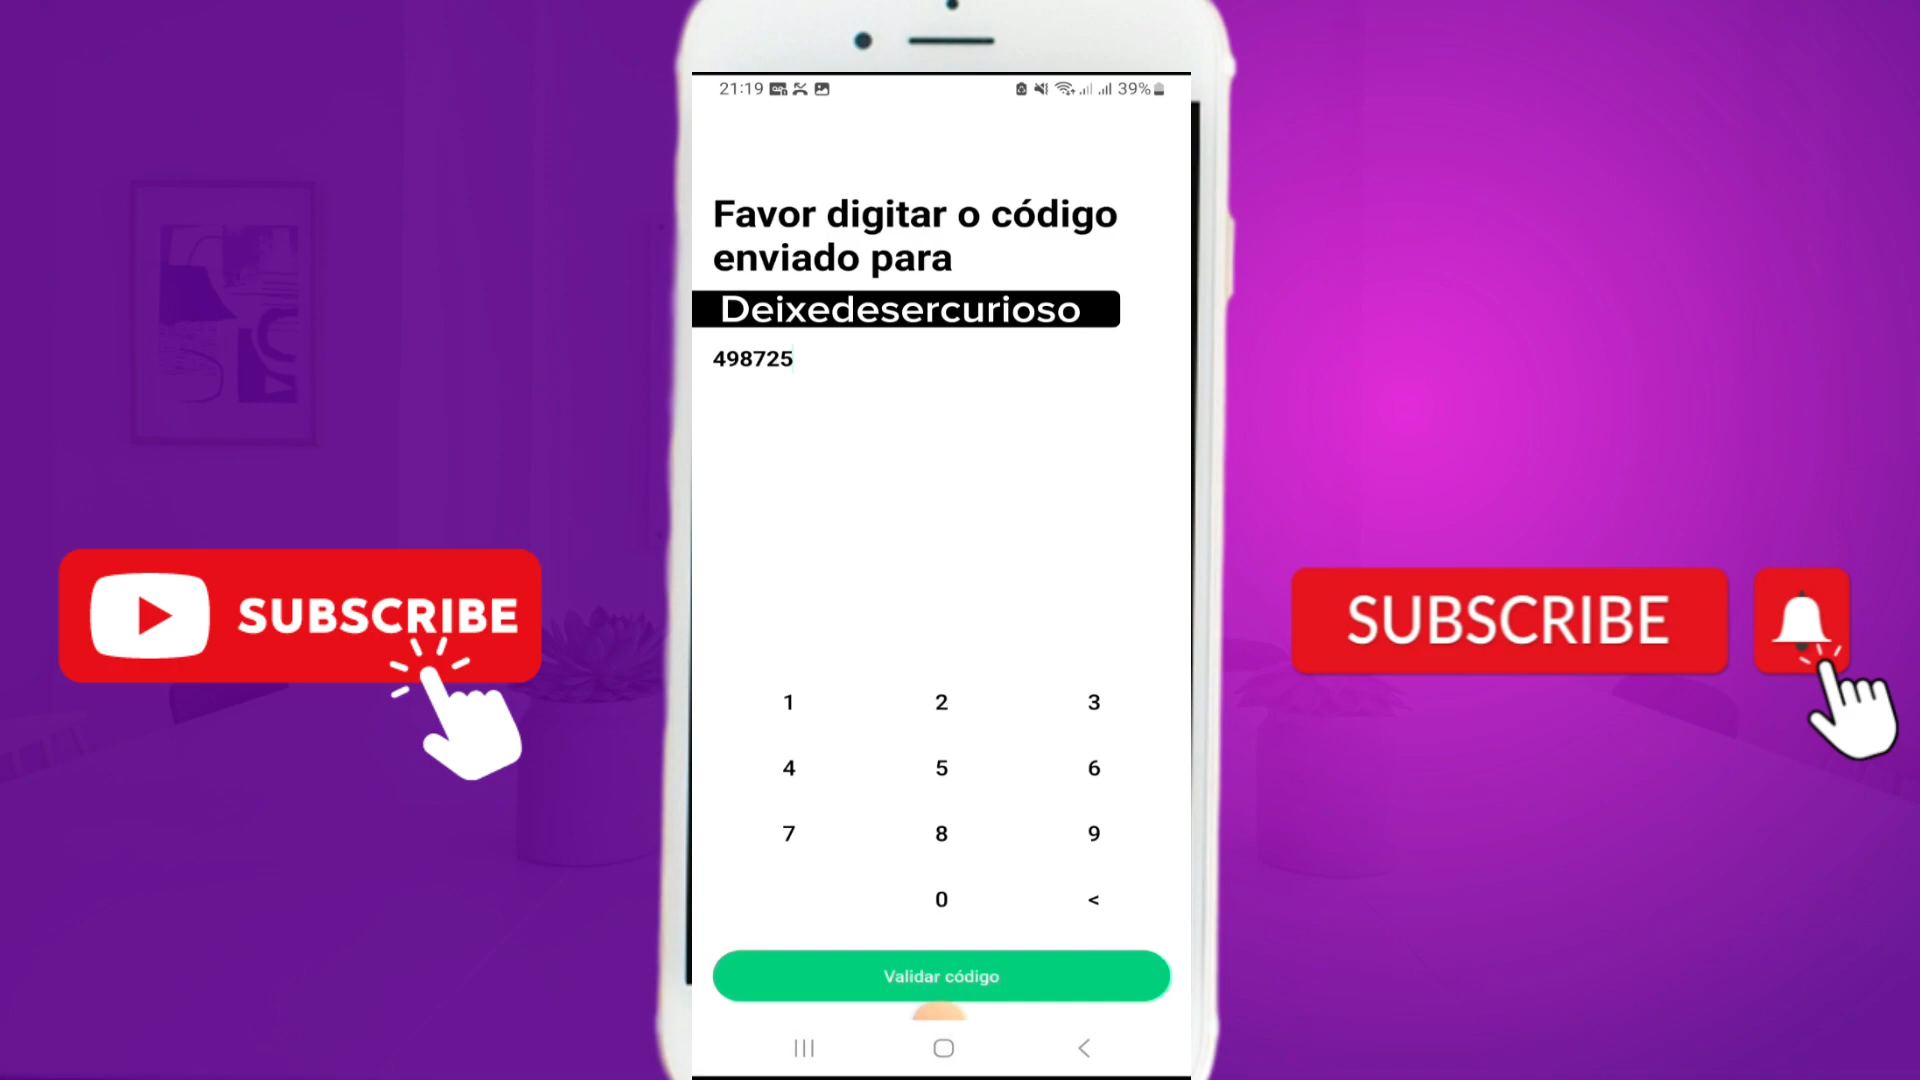 21:19
39%
Favor digitar o código
enviado para
Deixedesercurioso
498725
SUBSCRIBE
SUBSCRIBE
1 2 3
4 5 6
7 8 9
0 <
Validar código